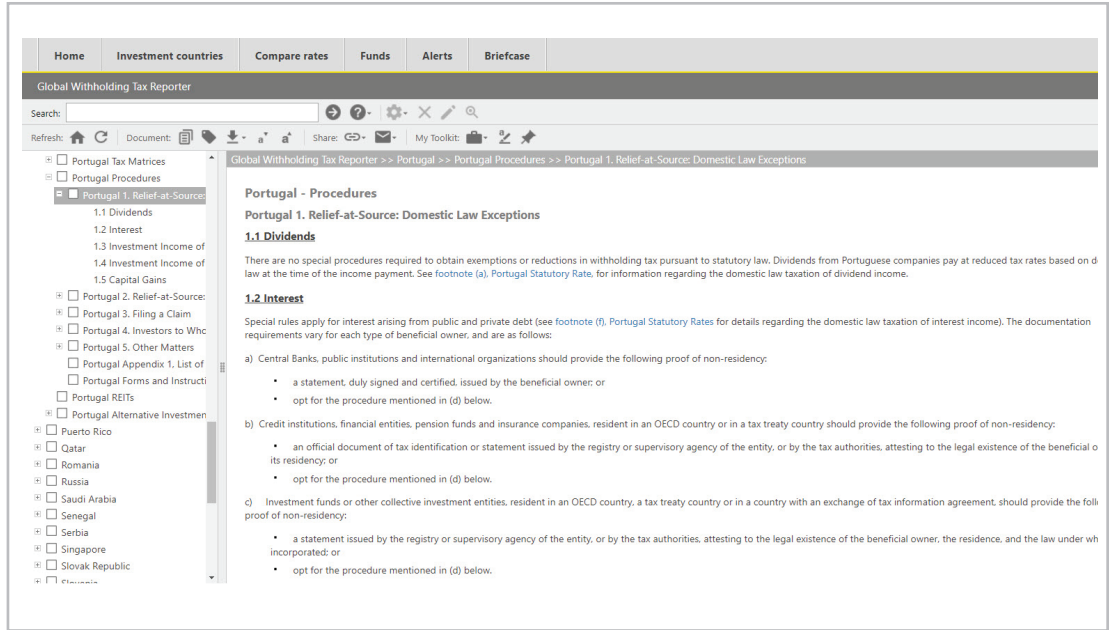 Home Investment countries Compare rates Funds Alerts Briefcase
Global Withholding Tax Reporter
Search:
Refresh: Document: a a Share: My Toolkit:
Portugal Tax Matrices
Portugal Procedures
Portugal 1. Relief-at-Source:
1.1 Dividends
1.2 Interest
1.3 Investment Income of
1.4 Investment Income of
1.5 Capital Gains
Portugal 2. Relief-at-Source:
Portugal 3. Filing a Claim
Portugal 4. Investors to Who
Portugal 5. Other Matters
Portugal Appendix 1, List of
Portugal Forms and Instructi
Portugal REITs
Portugal Alternative Investmen
Puerto Rico
Qatar
Romania
Russia
Saudi Arabia
Senegal
Serbia
Singapore
Slovak Republic
Global Withholding Tax Reporter >> Portugal >> Portugal Procedures >> Portugal 1. Relief-at-Source: Domestic Law Exceptions
Portugal - Procedures
Portugal 1. Relief-at-Source: Domestic Law Exceptions
1.1 Dividends
There are no special procedures required to obtain exemptions or reductions in withholding tax pursuant to statutory law. Dividends from Portuguese companies pay at reduced tax rates based on d
law at the time of the income payment. See footnote (a), Portugal Statutory Rate, for information regarding the domestic law taxation of dividend income.
1.2 Interest
Special rules apply for interest arising from public and private debt (see footnote (f), Portugal Statutory Rates for details regarding the domestic law taxation of interest income). The documentation
requirements vary for each type of beneficial owner, and are as follows:
a) Central Banks, public institutions and international organizations should provide the following proof of non-residency:
• a statement, duly signed and certified, issued by the beneficial owner; or
• opt for the procedure mentioned in (d) below.
b) Credit institutions, financial entities, pension funds and insurance companies, resident in an OECD country or in a tax treaty country should provide the following proof of non-residency:
• an official document of tax identification or statement issued by the registry or supervisory agency of the entity, or by the tax authorities, attesting to the legal existence of the beneficial o
its residency; or
• opt for the procedure mentioned in (d) below.
c) Investment funds or other collective investment entities, resident in an OECD country, a tax treaty country or in a country with an exchange of tax information agreement, should provide the foll
proof of non-residency:
• a statement issued by the registry or supervisory agency of the entity, or by the tax authorities, attesting to the legal existence of the beneficial owner, the residence, and the law under wh
incorporated; or
• opt for the procedure mentioned in (d) below.